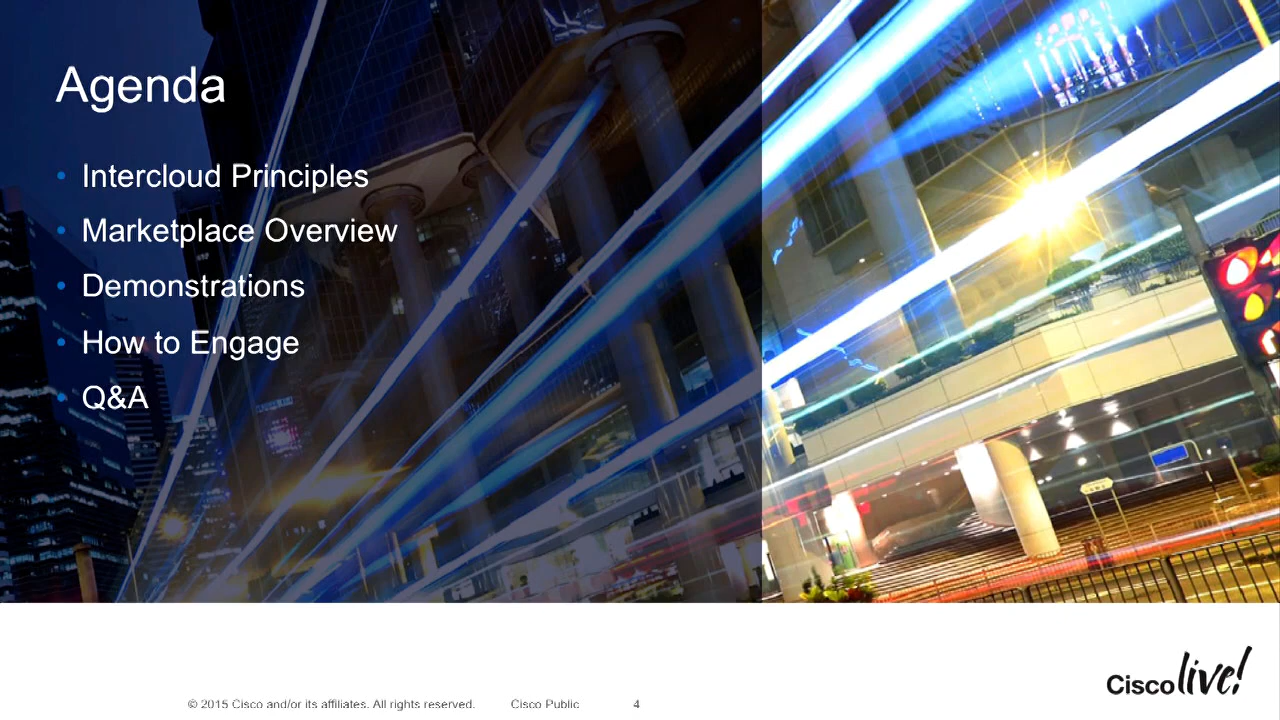 Agenda
• Intercloud Principles
• Marketplace Overview
• Demonstrations
• How to Engage
• Q&A
Cisco live!
© 2015 Cisco and/or its affiliates. All rights reserved. Cisco Public 4